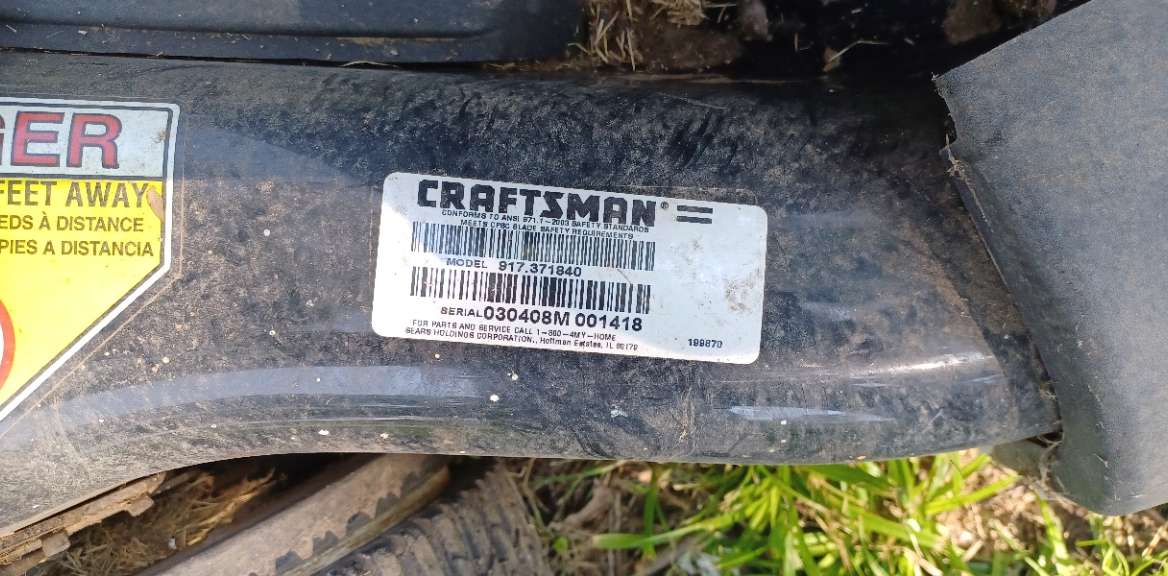 GER
FEET AWAY
EDS À DISTANCE
PIES A DISTANCIA
CRAFTSMAN®
CONFORMS TO ANSI B71.1-2003 SAFETY STANDARDS
MEETS CPSC BLADE SAFETY REQUIREMENTS
MODEL 917.371840
SERIAL 030408M 001418
FOR PARTS AND SERVICE CALL 1-800-4MY-HOME
SEARS HOLDINGS CORPORATION., Hoffman Estates, IL 60179
199870